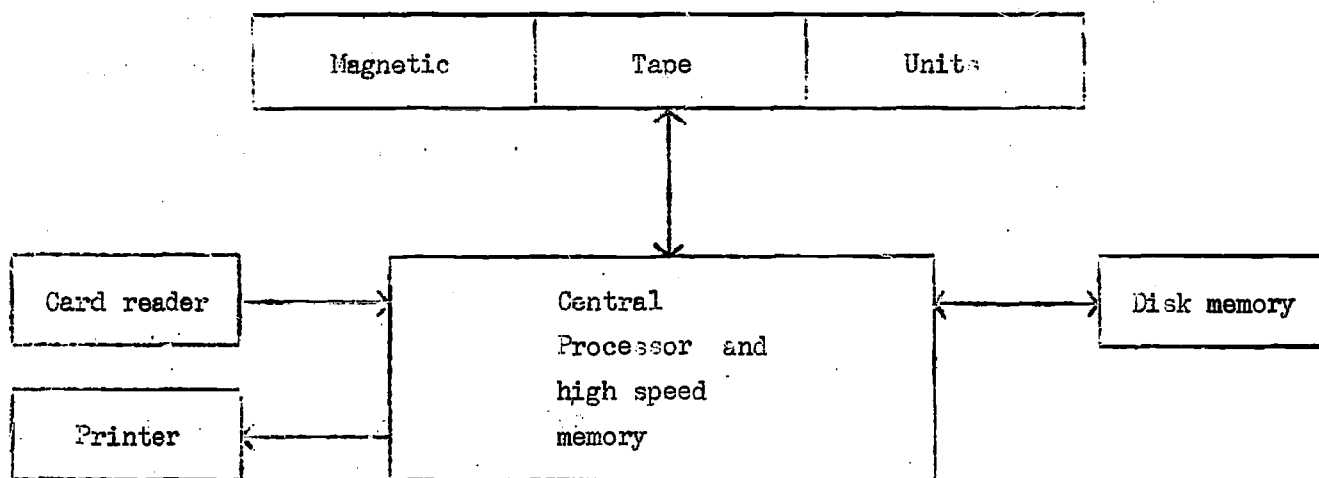 Magnetic Tape Units
Card reader
Central
Processor and
high speed
memory
Disk memory
Printer